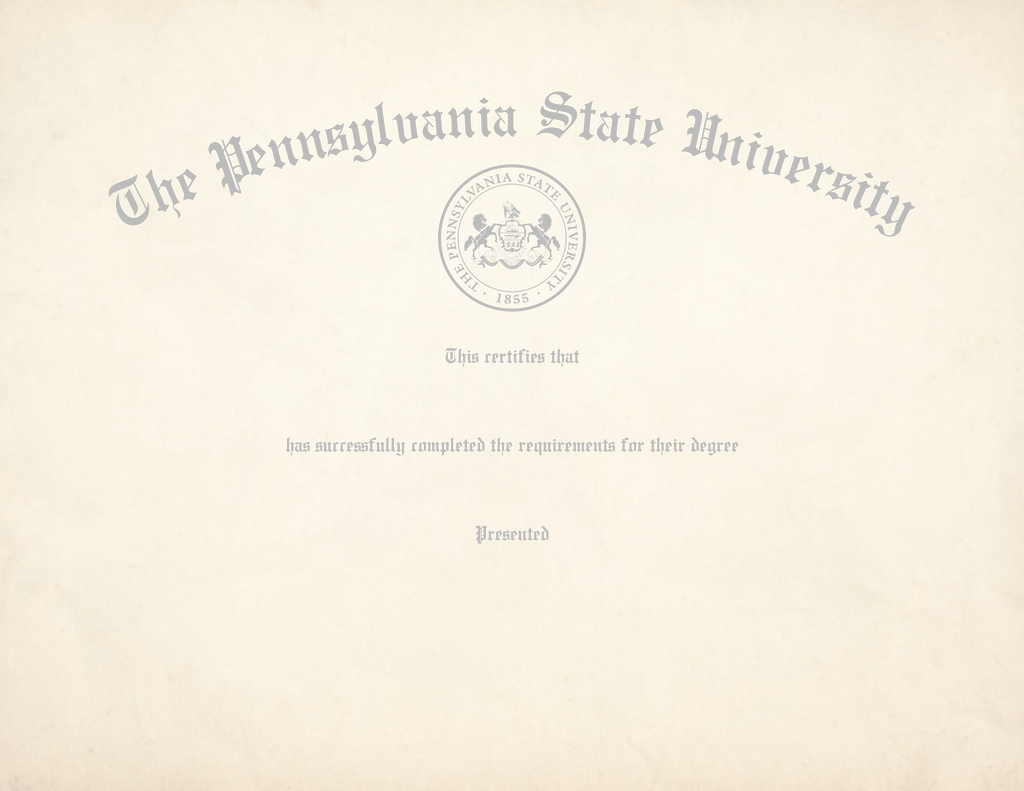 The Pennsylvania State University
THE PENNSYLVANIA STATE UNIVERSITY
· 1855 ·
This certifies that
has successfully completed the requirements for their degree
Presented